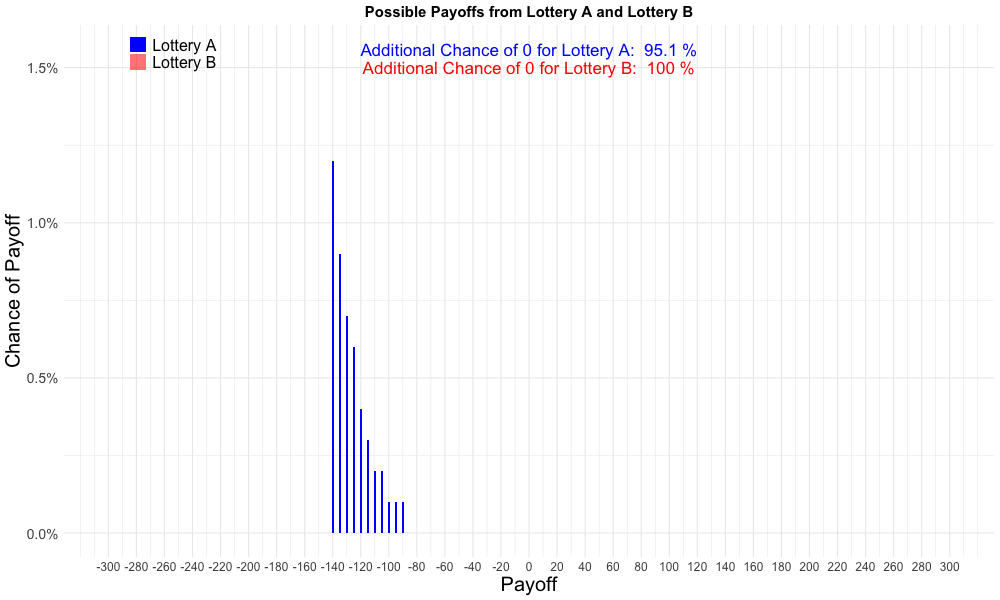 Possible Payoffs from Lottery A and Lottery B
Lottery A
Lottery B
Additional Chance of 0 for Lottery A:  95.1 %
Additional Chance of 0 for Lottery B:  100 %
Chance of Payoff
1.5%
1.0%
0.5%
0.0%
-300 -280 -260 -240 -220 -200 -180 -160 -140 -120 -100 -80 -60 -40 -20 0 20 40 60 80 100 120 140 160 180 200 220 240 260 280 300
Payoff